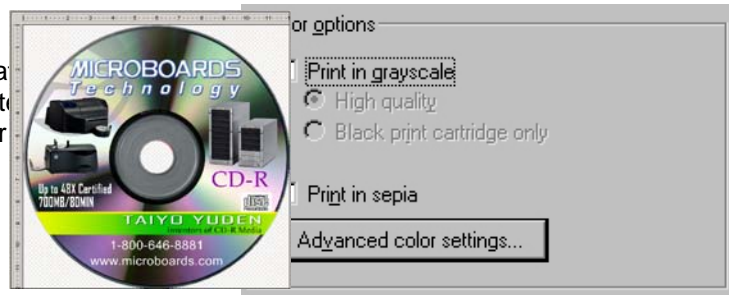 MICROBOARDS
Technology
CD-R
Up to 48X Certified
700MB/80MIN
disc
TAIYO YUDEN
Inventors of CD-R Media
1-800-646-8881
www.microboards.com
or options
Print in grayscale
High quality
Black print cartridge only
Print in sepia
Advanced color settings...